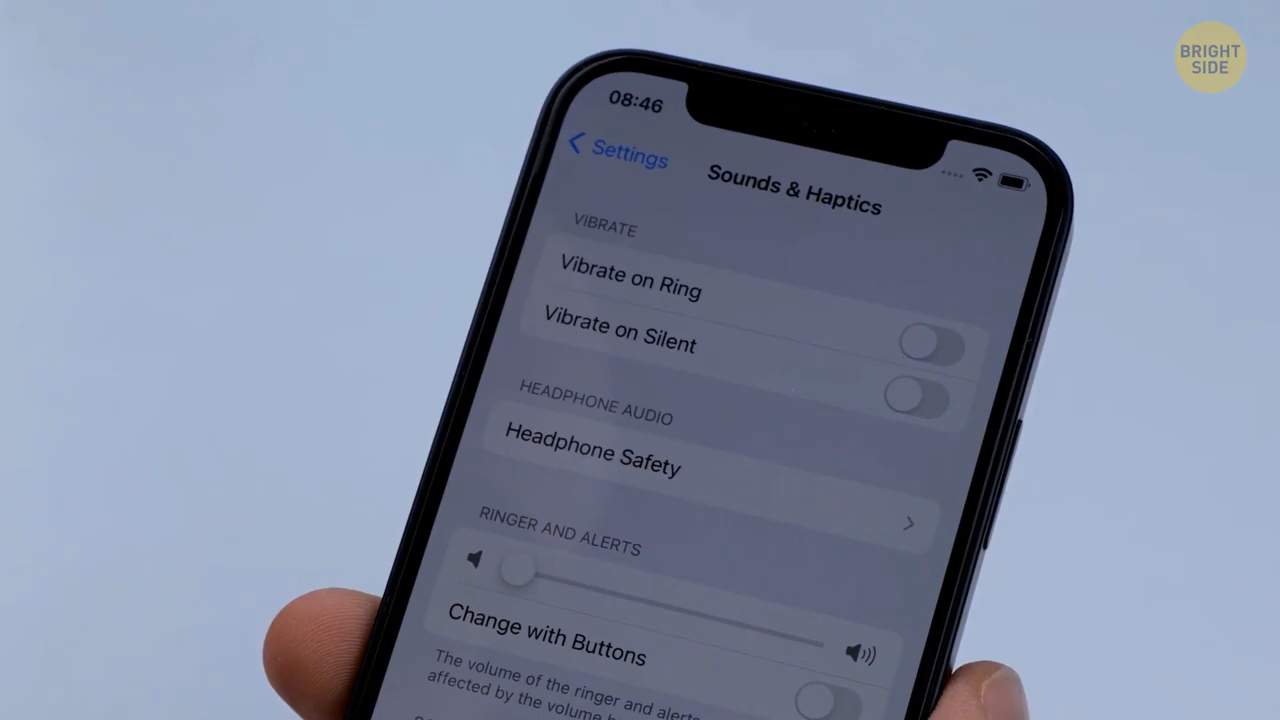 BRIGHT
SIDE
08:46
Settings
Sounds & Haptics
VIBRATE
Vibrate on Ring
Vibrate on Silent
HEADPHONE AUDIO
Headphone Safety
RINGER AND ALERTS
Change with Buttons
The volume of the ringer and alerts
affected by the volume